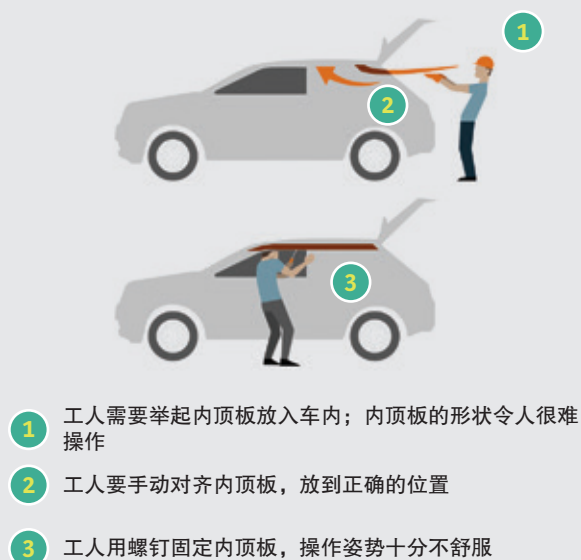 1
2
3
1 工人需要举起内顶板放入车内；内顶板的形状令人很难
操作
2 工人要手动对齐内顶板，放到正确的位置
3 工人用螺钉固定内顶板，操作姿势十分不舒服